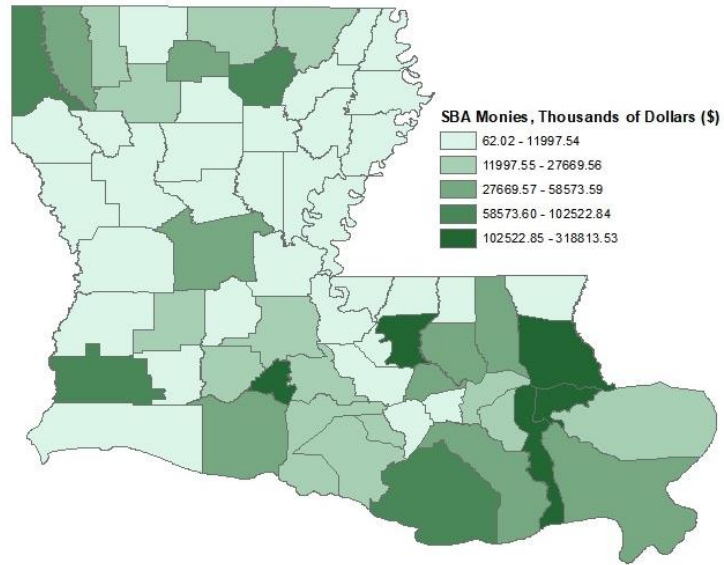 SBA Monies, Thousands of Dollars ($)
62.02 - 11997.54
11997.55 - 27669.56
27669.57 - 58573.59
58573.60 - 102522.84
102522.85 - 318813.53